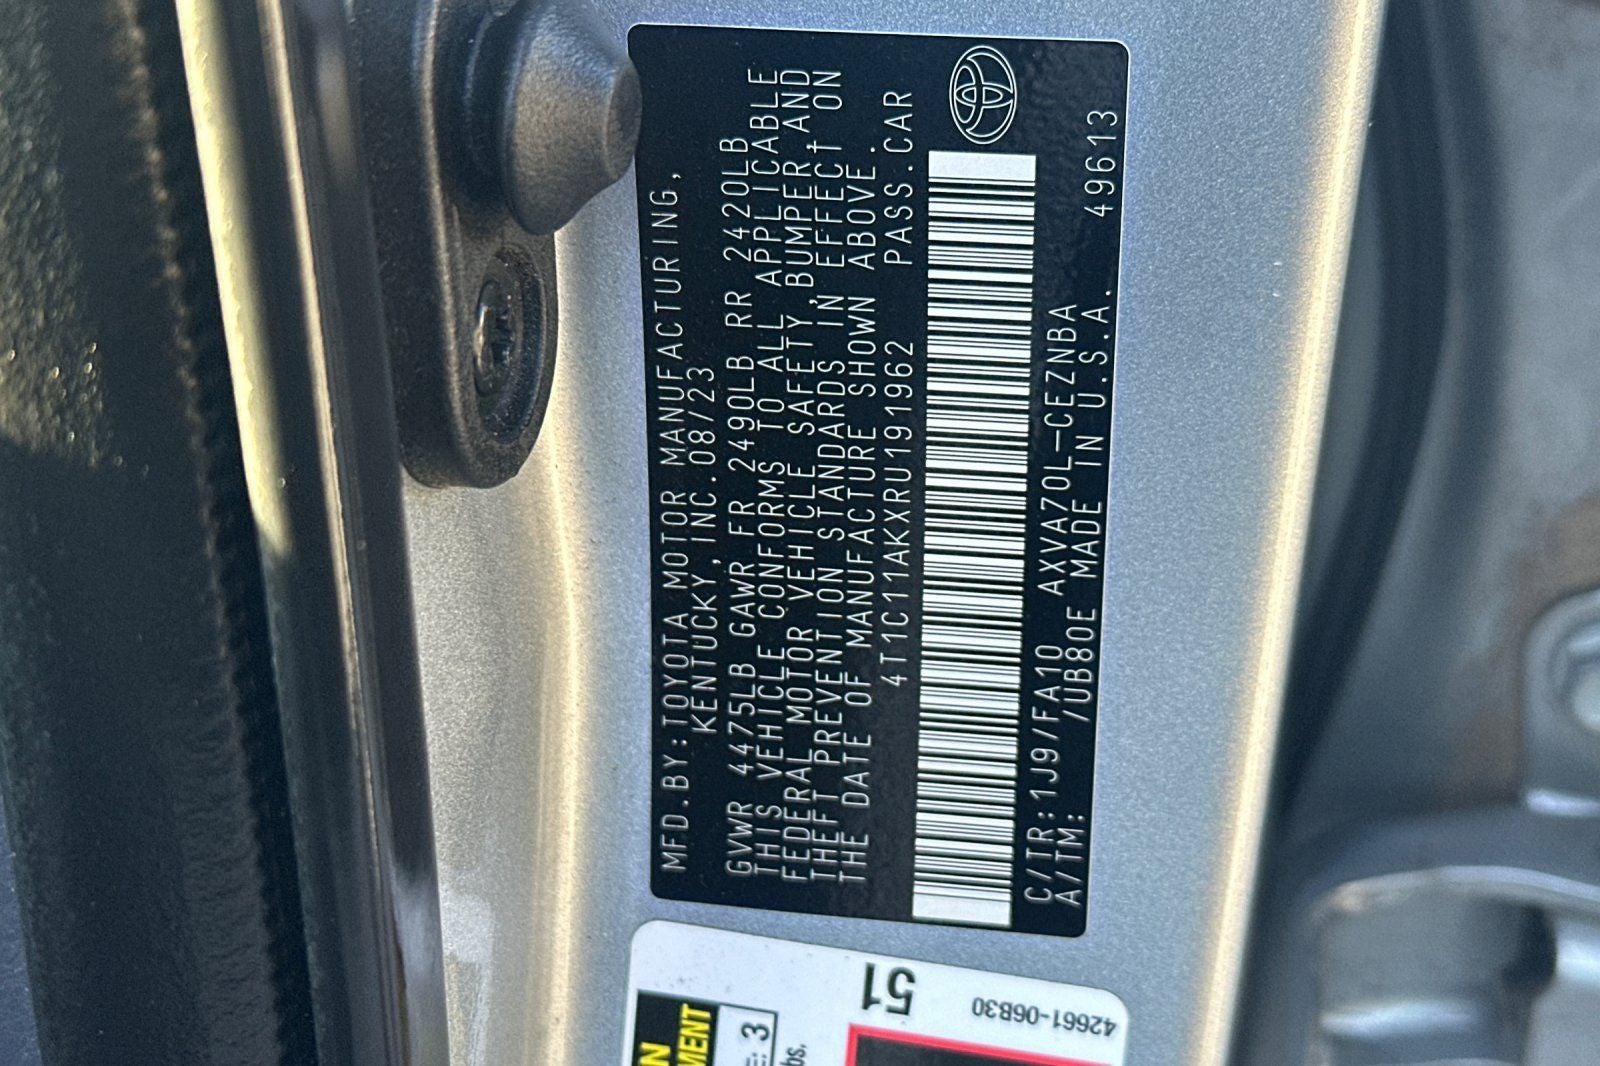 MFD.BY:TOYOTA MOTOR MANUFACTURING,
KENTUCKY, INC.08/23
GVWR 4475LB GAWR FR 2490LB RR 2420LB
THIS VEHICLE CONFORMS TO ALL APPLICABLE
FEDERAL MOTOR VEHICLE SAFETY, BUMPER, AND
THEFT PREVENTION STANDARDS IN EFFECT ON
THE DATE OF MANUFACTURE SHOWN ABOVE.
4T1C11AKXRU191962 PASS.CAR
C/TR:1J9/FA10 AXVA70L-CEZNBA 49613
A/TM: /UB80E MADE IN U.S.A.
51
42661-06B30
3